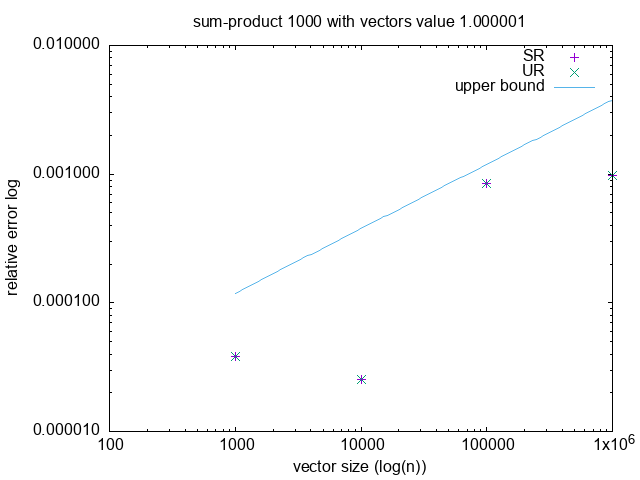 sum-product 1000 with vectors value 1.000001
0.010000
0.001000
0.000100
0.000010
relative error log
SR
UR
upper bound
100
1000
10000
100000
1x10^6
vector size (log(n))